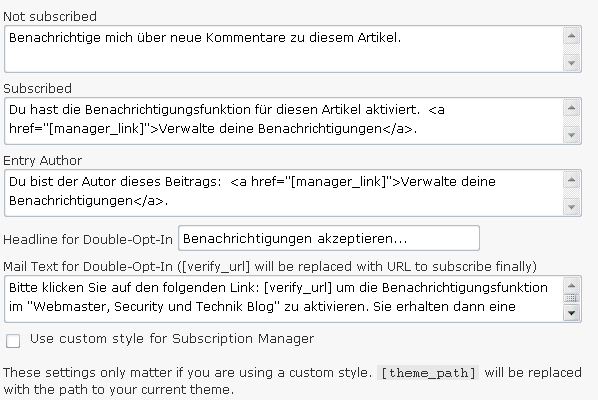 Not subscribed
Benachrichtige mich über neue Kommentare zu diesem Artikel.
Subscribed
Du hast die Benachrichtigungsfunktion für diesen Artikel aktiviert.  <a
href="[manager_link]">Verwalte deine Benachrichtigungen</a>.
Entry Author
Du bist der Autor dieses Beitrags:  <a href="[manager_link]">Verwalte deine
Benachrichtigungen</a>.
Headline for Double-Opt-In Benachrichtigungen akzeptieren...
Mail Text for Double-Opt-In ([verify_url] will be replaced with URL to subscribe finally)
Bitte klicken Sie auf den folgenden Link: [verify_url] um die Benachrichtigungsfunktion
im "Webmaster, Security und Technik Blog" zu aktivieren. Sie erhalten dann eine
Use custom style for Subscription Manager
These settings only matter if you are using a custom style. [theme_path] will be replaced
with the path to your current theme.